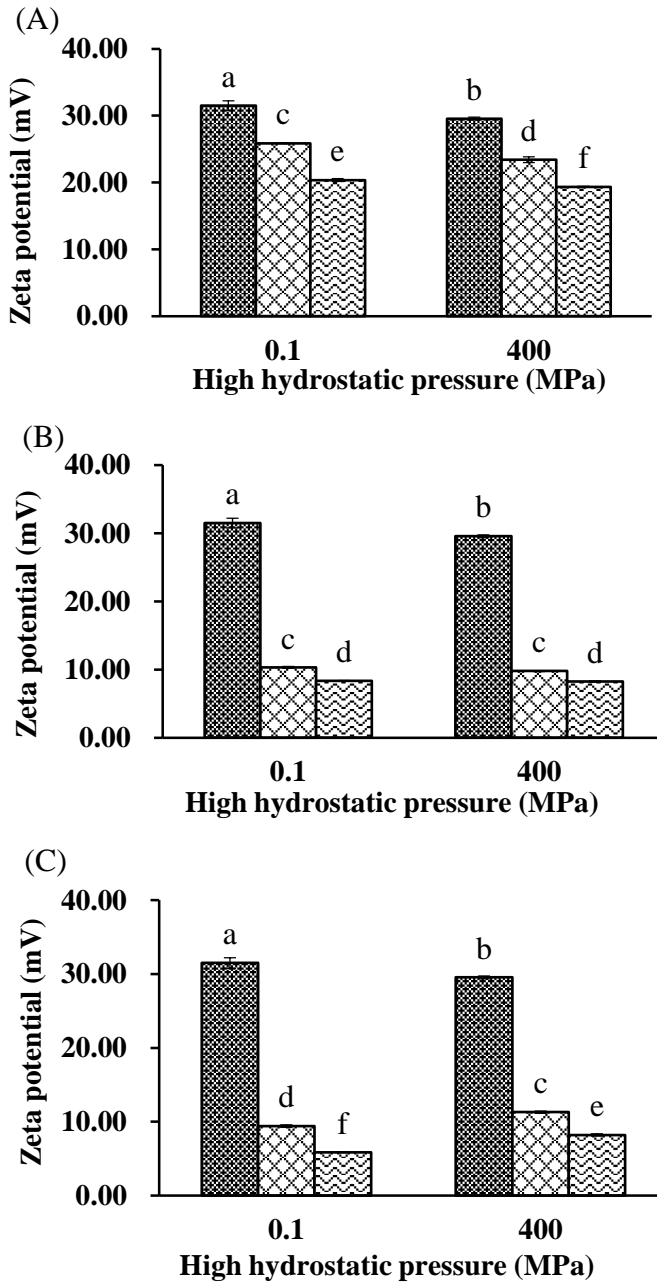 (A)
40.00
30.00
20.00
10.00
0.00
Zeta potential (mV)
a
c
e
b
d
f
0.1
400
High hydrostatic pressure (MPa)
(B)
40.00
30.00
20.00
10.00
0.00
Zeta potential (mV)
a
c
d
b
c
d
0.1
400
High hydrostatic pressure (MPa)
(C)
40.00
30.00
20.00
10.00
0.00
Zeta potential (mV)
a
d
f
b
c
e
0.1
400
High hydrostatic pressure (MPa)